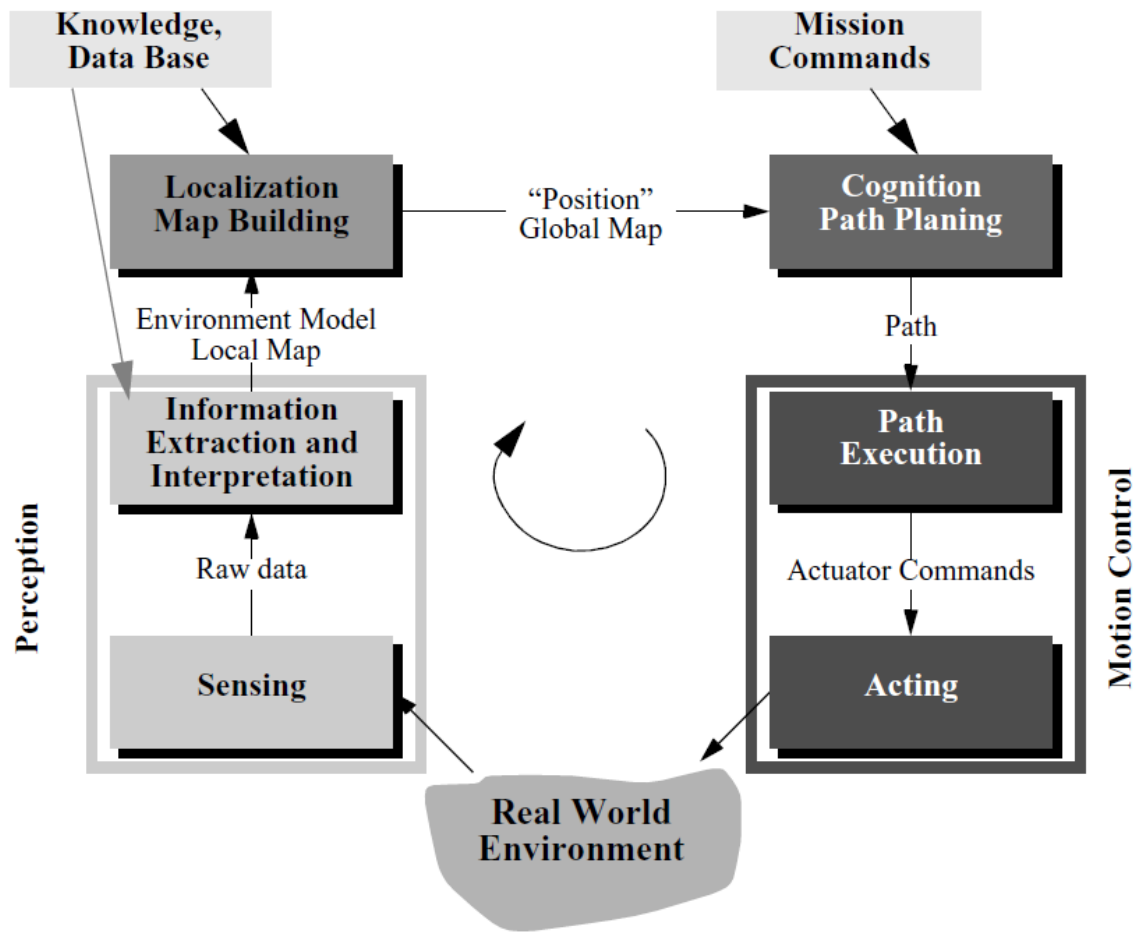 Knowledge,
Data Base
Mission
Commands
Localization
Map Building
“Position”
Global Map
Cognition
Path Planing
Environment Model
Local Map
Path
Information
Extraction and
Interpretation
Path
Execution
Perception
Raw data
Actuator Commands
Motion Control
Sensing
Acting
Real World
Environment